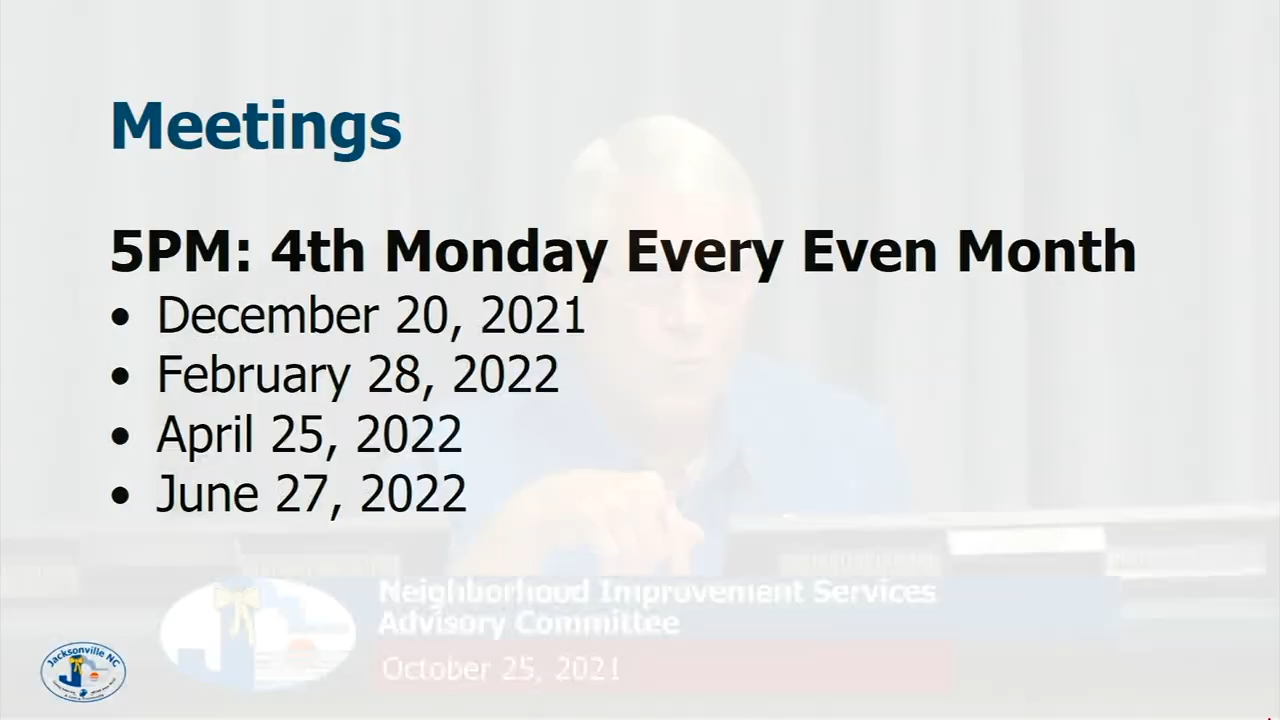 Meetings
5PM: 4th Monday Every Even Month
• December 20, 2021
• February 28, 2022
• April 25, 2022
• June 27, 2022
Neighborhood Improvement Services
Advisory Committee
October 25, 2021
Jacksonville NC